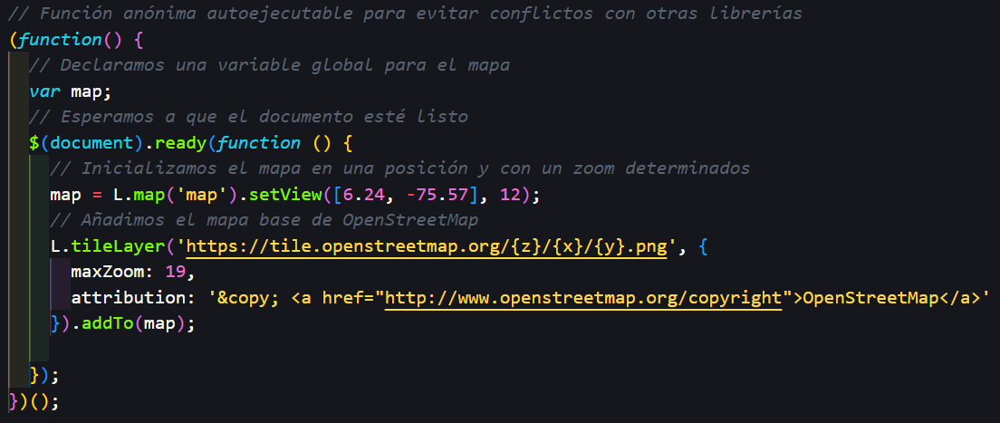 // Función anónima autoejecutable para evitar conflictos con otras librerías
(function() {
// Declaramos una variable global para el mapa
var map;
// Esperamos a que el documento esté listo
$(document).ready(function () {
// Inicializamos el mapa en una posición y con un zoom determinados
map = L.map('map').setView([6.24, -75.57], 12);
// Añadimos el mapa base de OpenStreetMap
L.tileLayer('https://tile.openstreetmap.org/{z}/{x}/{y}.png', {
maxZoom: 19,
attribution: '&copy; <a href="http://www.openstreetmap.org/copyright">OpenStreetMap</a>'
}).addTo(map);
});
})();